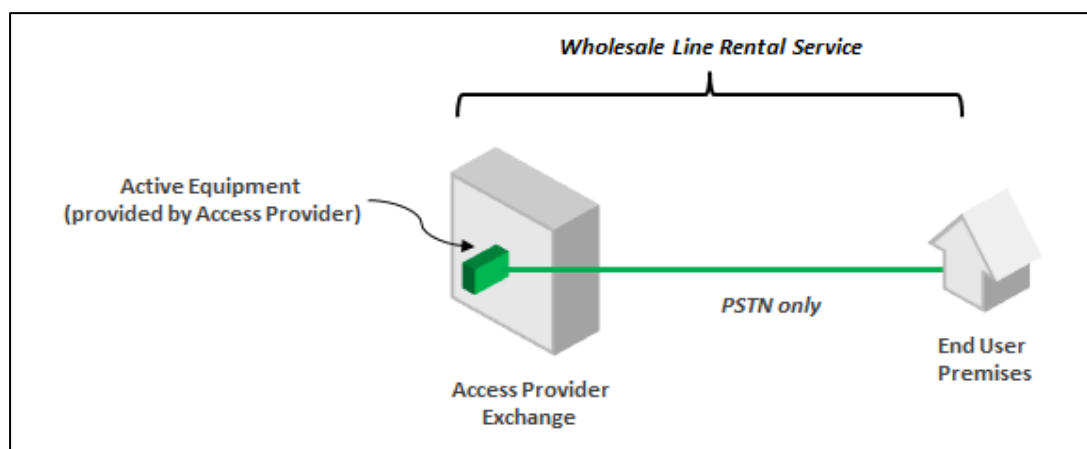 Wholesale Line Rental Service
Active Equipment
(provided by Access Provider)
PSTN only
End User
Premises
Access Provider
Exchange